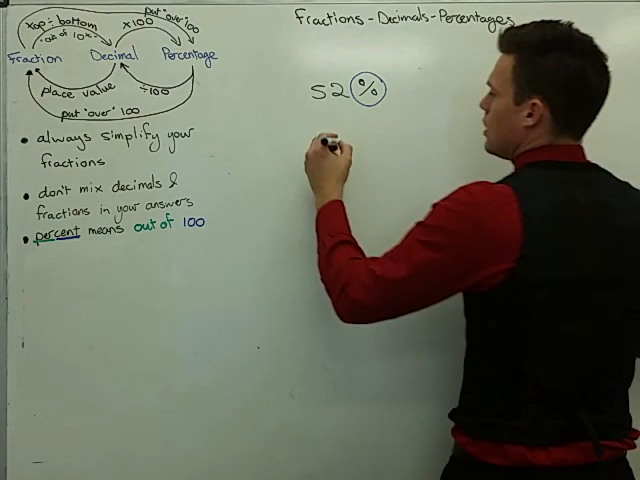 Fractions - Decimals - Percentages
top ÷ bottom
"out of 10ⁿ"
x100
put "over" 100
Fraction
Decimal
Percentage
place value
÷100
put "over" 100
• always simplify your
fractions
• don't mix decimals &
fractions in your answers
• percent means out of 100
52%